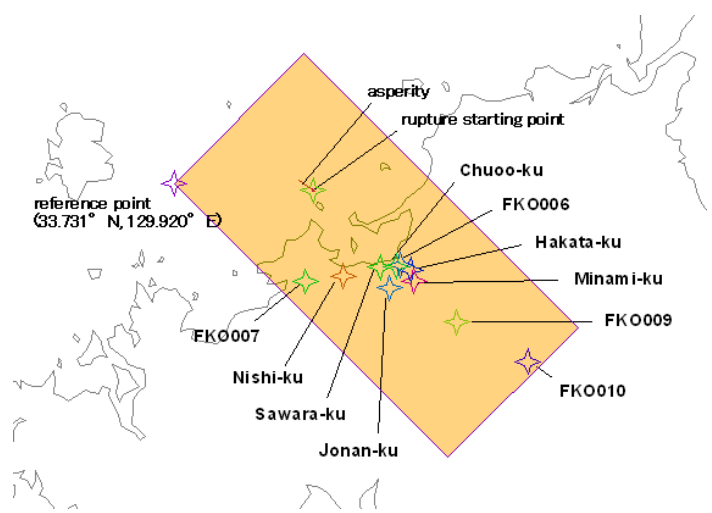 asperity
rupture starting point
Chuoo-ku
reference point
(33.731° N, 129.920° E)
FKO006
Hakata-ku
Minami-ku
FKO007
FKO009
Nishi-ku
FKO010
Sawara-ku
Jonan-ku